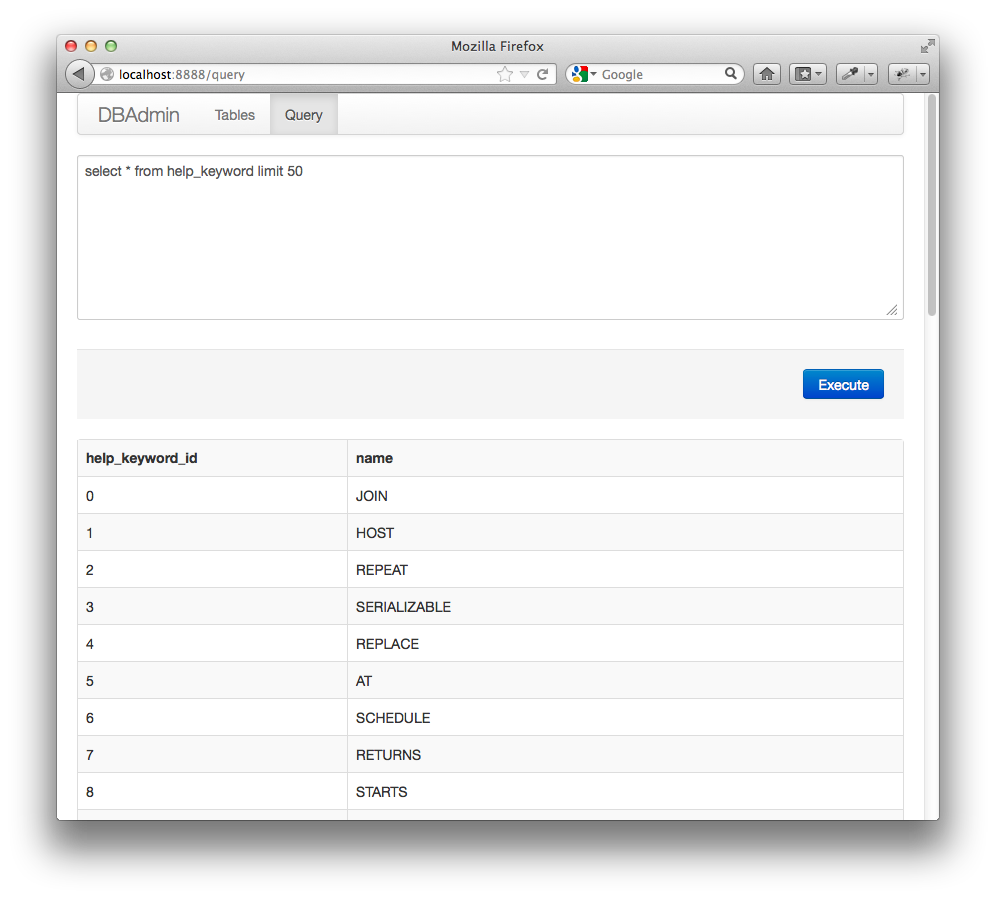 Mozilla Firefox
localhost:8888/query
Google
DBAdmin Tables Query
select * from help_keyword limit 50
Execute
help_keyword_id name
0 JOIN
1 HOST
2 REPEAT
3 SERIALIZABLE
4 REPLACE
5 AT
6 SCHEDULE
7 RETURNS
8 STARTS